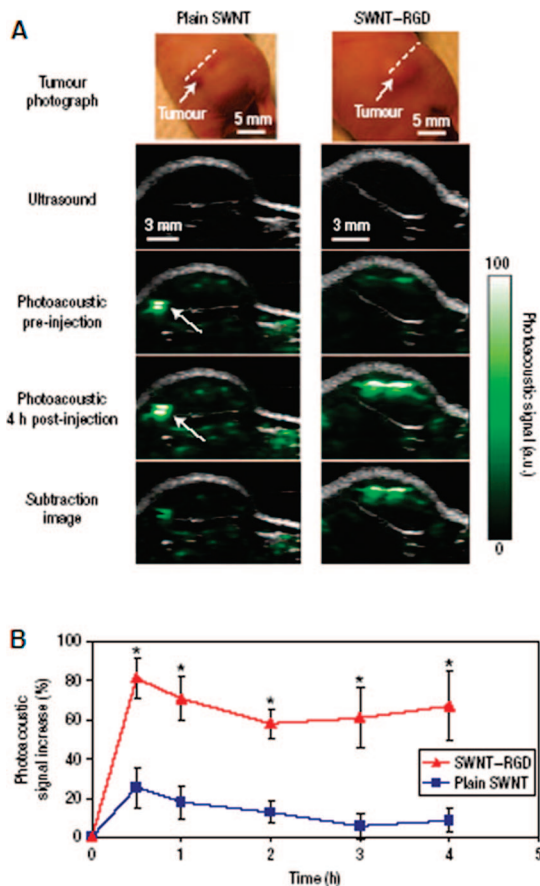 A
Plain SWNT
SWNT–RGD
Tumour
photograph
Tumour
5 mm
Tumour
5 mm
Ultrasound
3 mm
3 mm
Photoacoustic
pre-injection
Photoacoustic
4 h post-injection
Subtraction
image
100
Photoacoustic signal (a.u.)
0
B
Photoacoustic
signal increase (%)
100
80
60
40
20
0
* * * * *
SWNT–RGD
Plain SWNT
0 1 2 3 4 5
Time (h)